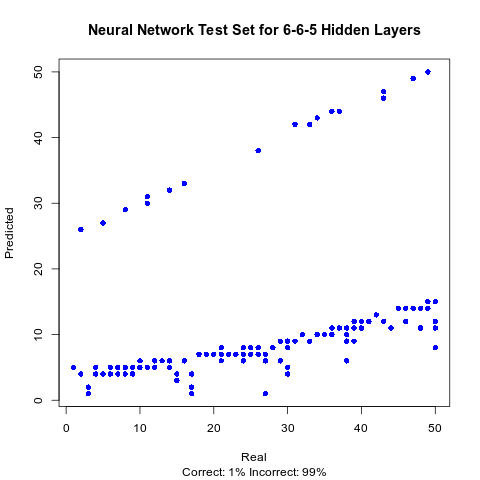 Neural Network Test Set for 6-6-5 Hidden Layers
Predicted
50
40
30
20
10
0
0 10 20 30 40 50
Real
Correct: 1% Incorrect: 99%